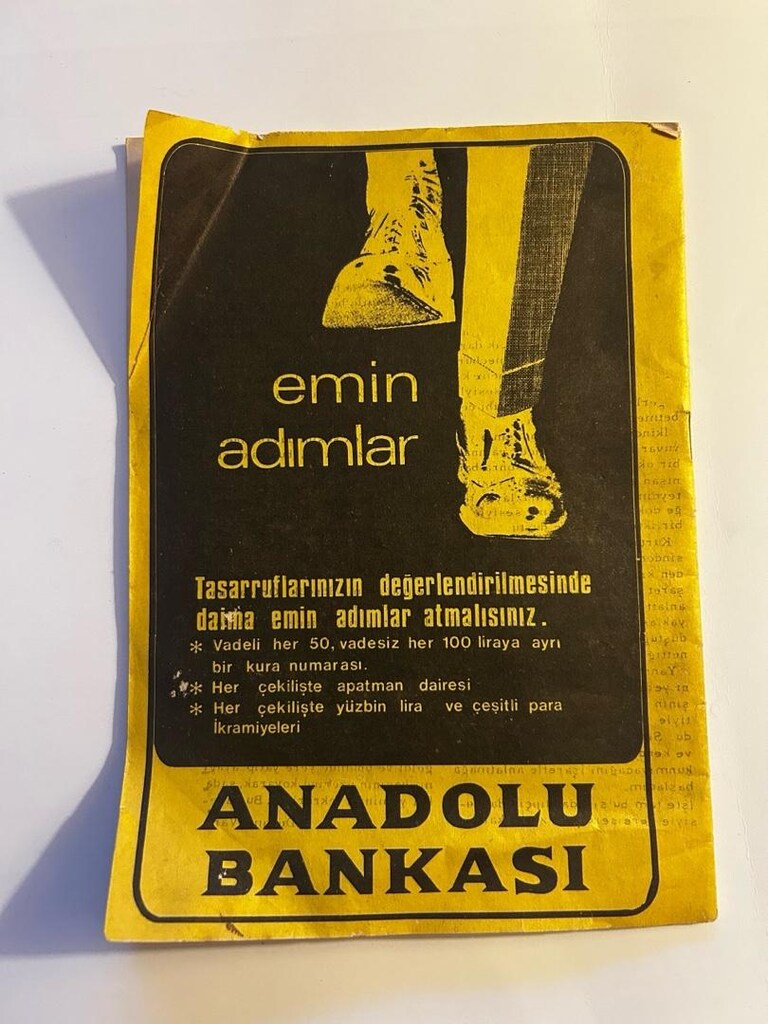 emin
adımlar
Tasarruflarınızın değerlendirilmesinde
daima emin adımlar atmalısınız.
* Vadeli her 50, vadesiz her 100 liraya ayrı
bir kura numarası.
* Her çekilişte apatman dairesi
* Her çekilişte yüzbin lira ve çeşitli para
İkramiyeleri
ANADOLU
BANKASI